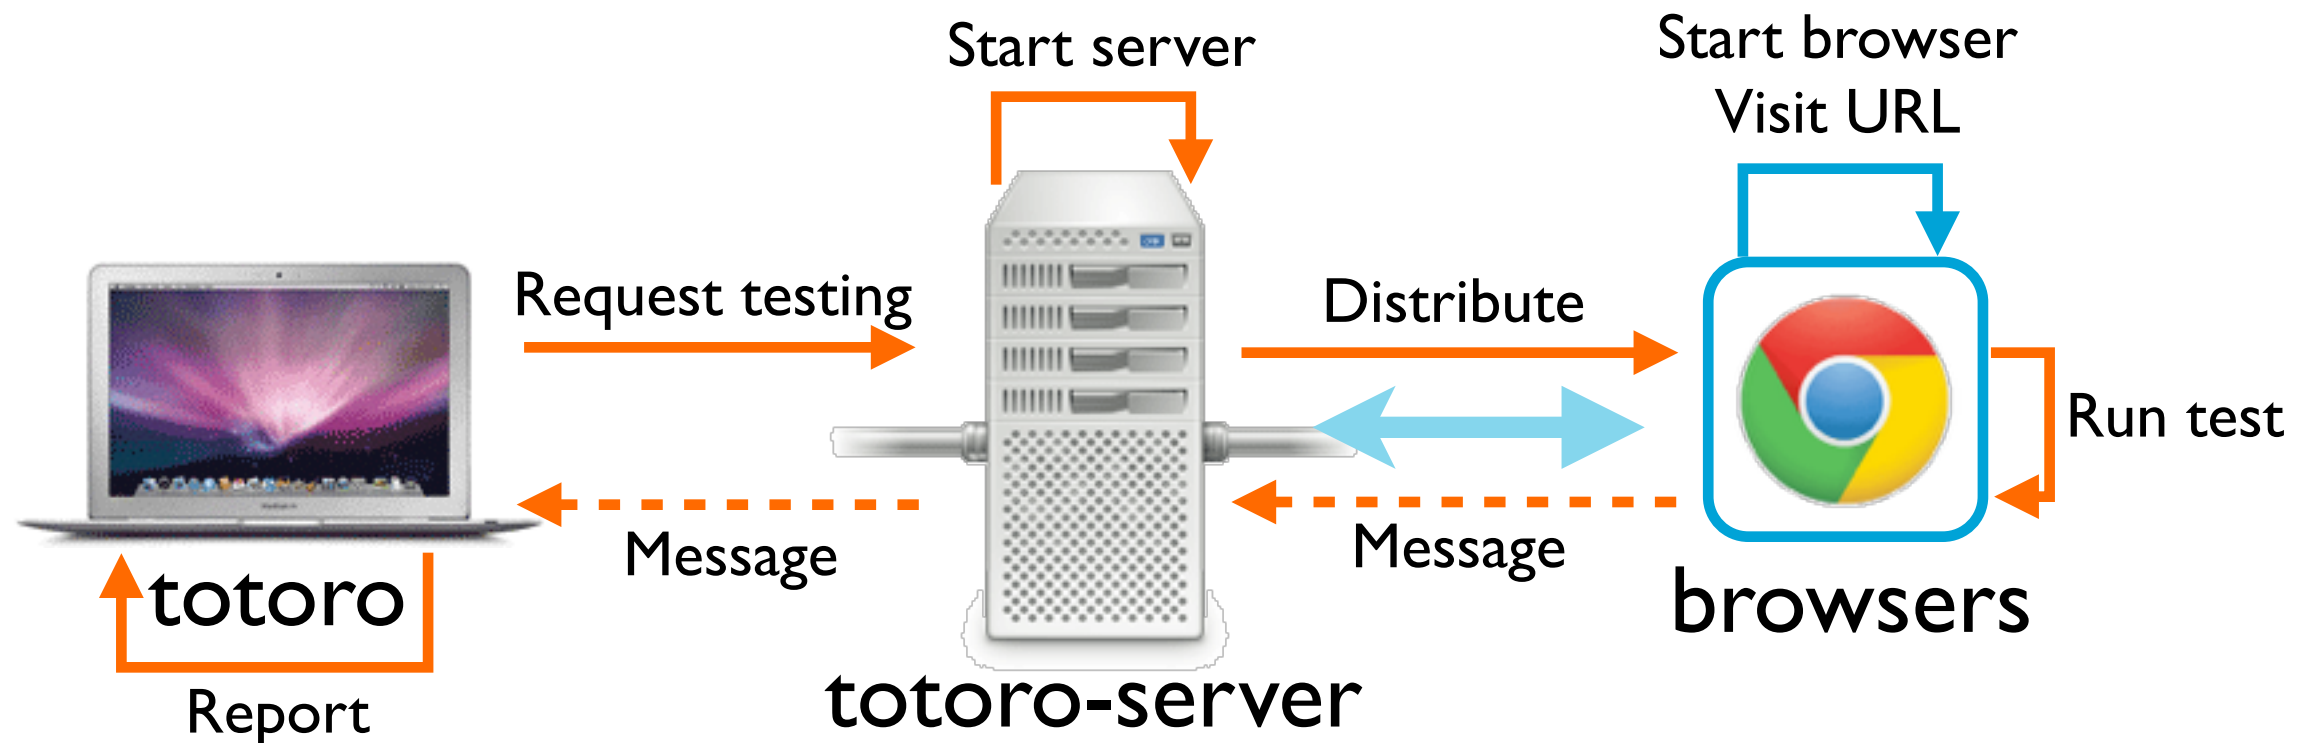 Start server
Start browser
Visit URL
Request testing
Distribute
Run test
Message
Message
totoro
browsers
totoro-server
Report